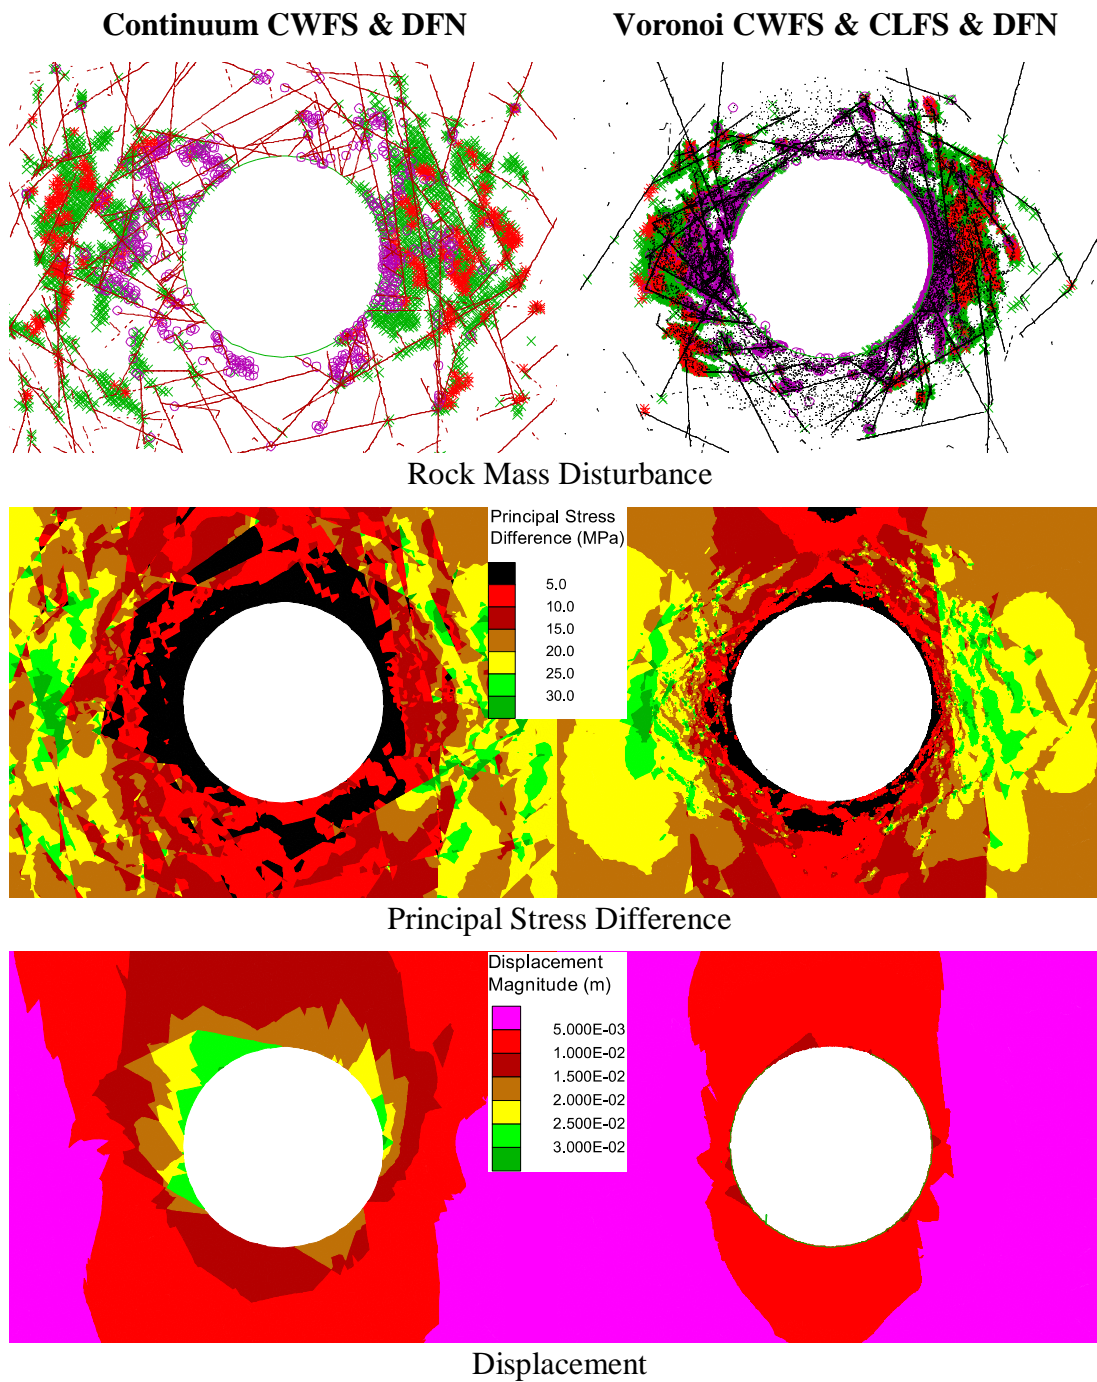 Continuum CWFS & DFN
Voronoi CWFS & CLFS & DFN
Rock Mass Disturbance
Principal Stress
Difference (MPa)
5.0
10.0
15.0
20.0
25.0
30.0
Principal Stress Difference
Displacement
Magnitude (m)
5.000E-03
1.000E-02
1.500E-02
2.000E-02
2.500E-02
3.000E-02
Displacement